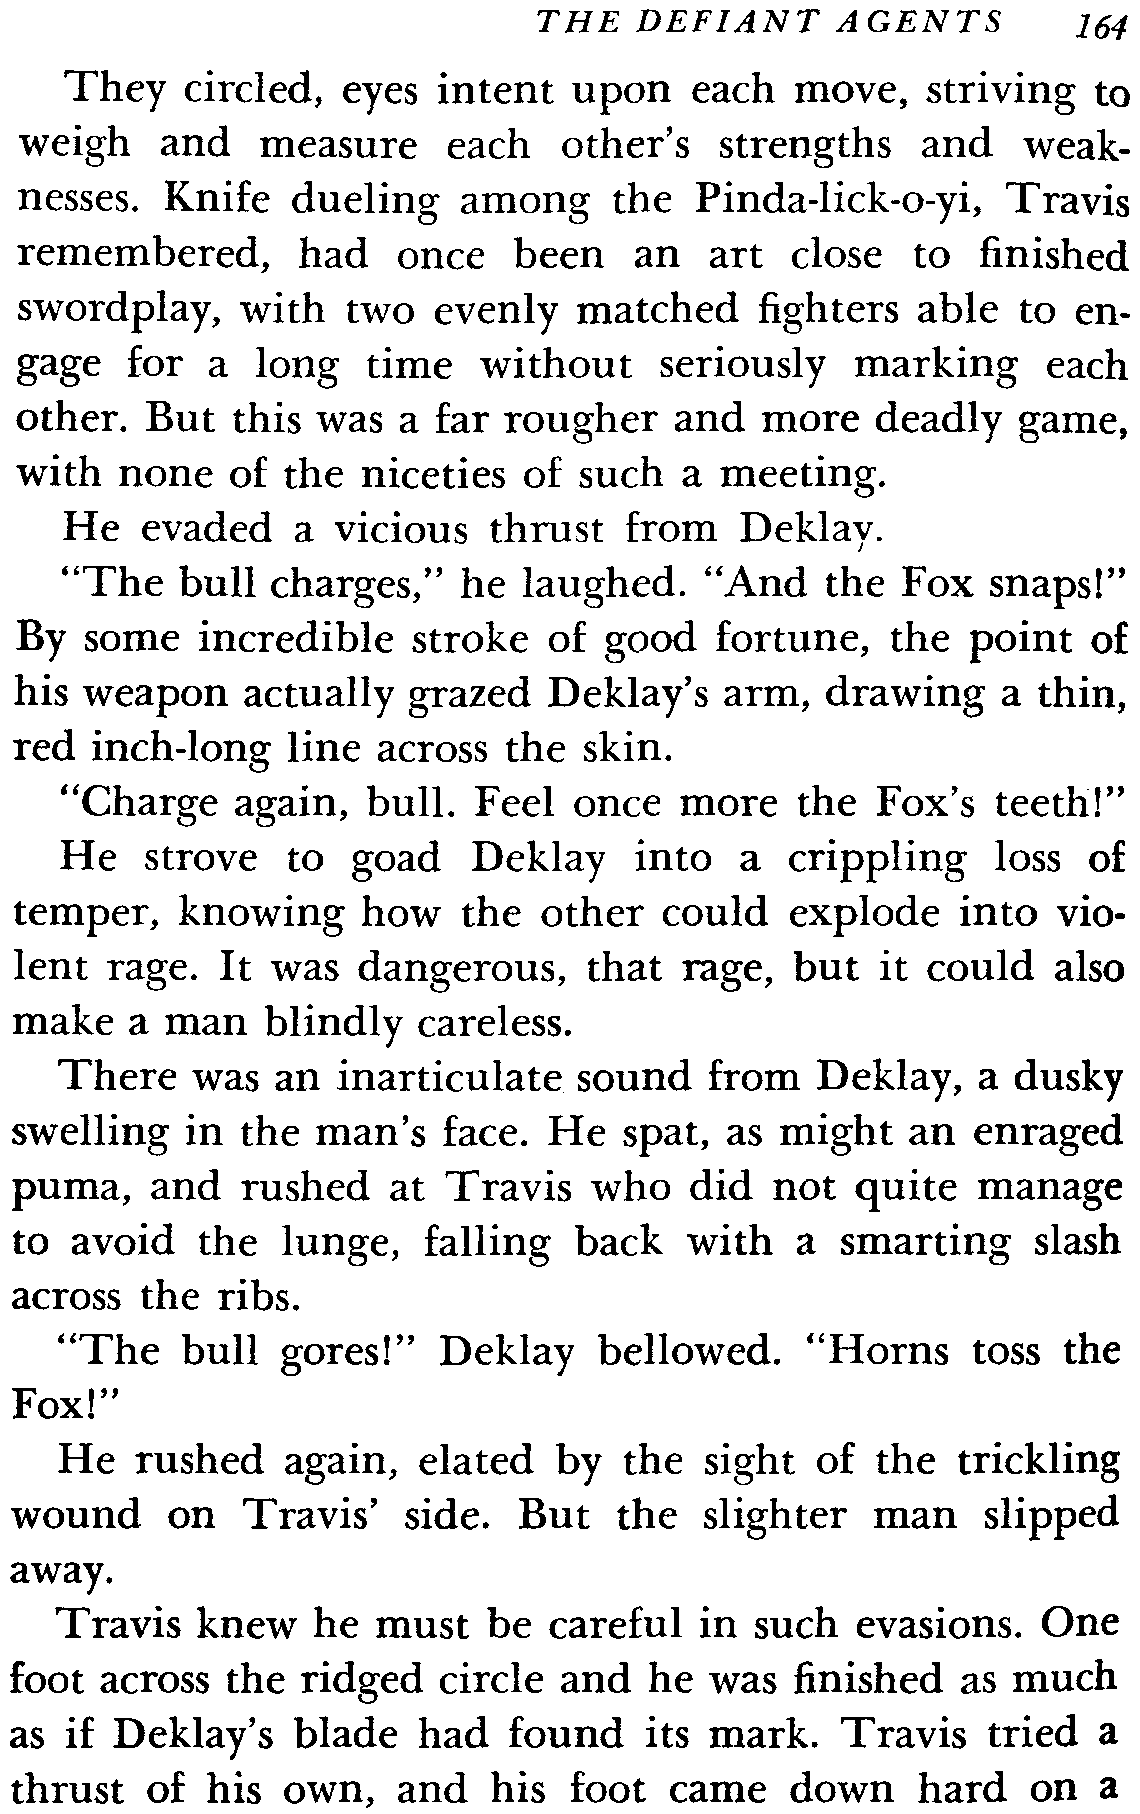 THE DEFIANT AGENTS 164
They circled, eyes intent upon each move, striving to
weigh and measure each other's strengths and weak-
nesses. Knife dueling among the Pinda-lick-o-yi, Travis
remembered, had once been an art close to finished
swordplay, with two evenly matched fighters able to en-
gage for a long time without seriously marking each
other. But this was a far rougher and more deadly game,
with none of the niceties of such a meeting.
He evaded a vicious thrust from Deklay.
"The bull charges," he laughed. "And the Fox snaps!"
By some incredible stroke of good fortune, the point of
his weapon actually grazed Deklay's arm, drawing a thin,
red inch-long line across the skin.
"Charge again, bull. Feel once more the Fox's teeth!"
He strove to goad Deklay into a crippling loss of
temper, knowing how the other could explode into vio-
lent rage. It was dangerous, that rage, but it could also
make a man blindly careless.
There was an inarticulate sound from Deklay, a dusky
swelling in the man's face. He spat, as might an enraged
puma, and rushed at Travis who did not quite manage
to avoid the lunge, falling back with a smarting slash
across the ribs.
"The bull gores!" Deklay bellowed. "Horns toss the
Fox!"
He rushed again, elated by the sight of the trickling
wound on Travis' side. But the slighter man slipped
away.
Travis knew he must be careful in such evasions. One
foot across the ridged circle and he was finished as much
as if Deklay's blade had found its mark. Travis tried a
thrust of his own, and his foot came down hard on a